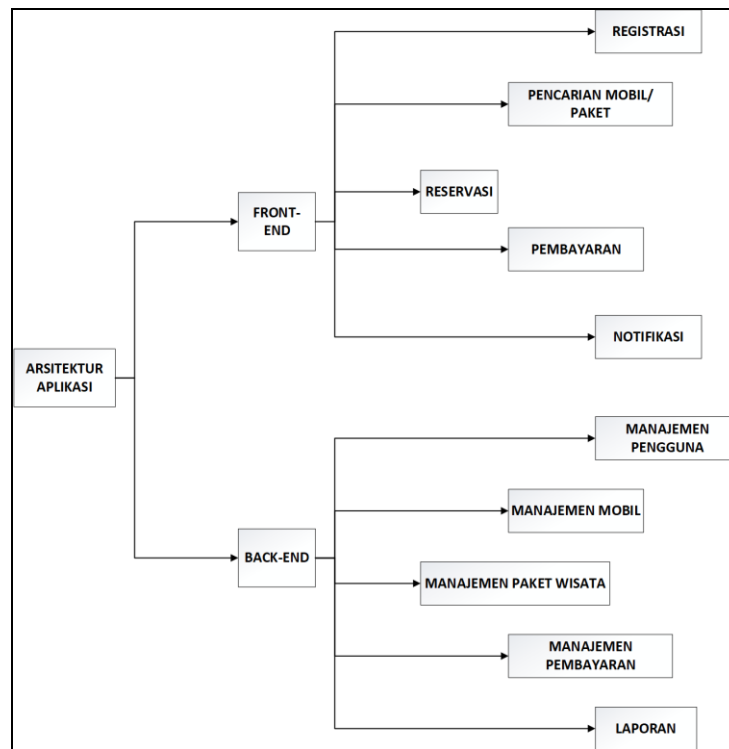 REGISTRASI
PENCARIAN MOBIL/
PAKET
RESERVASI
FRONT-
END
PEMBAYARAN
NOTIFIKASI
ARSITEKTUR
APLIKASI
MANAJEMEN
PENGGUNA
MANAJEMEN MOBIL
BACK-END
MANAJEMEN PAKET WISATA
MANAJEMEN
PEMBAYARAN
LAPORAN